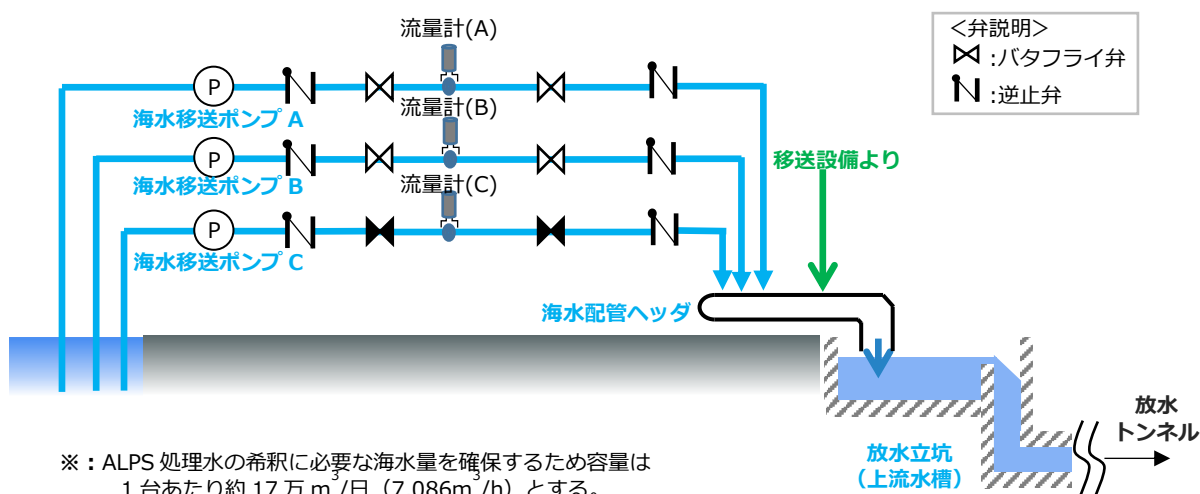 流量計(A)
<弁説明>
:バタフライ弁
:逆止弁
P
海水移送ポンプ A
流量計(B)
P
海水移送ポンプ B
移送設備より
流量計(C)
P
海水移送ポンプ C
海水配管ヘッダ
放水
トンネル
放水立坑
(上流水槽)
※:ALPS 処理水の希釈に必要な海水量を確保するため容量は
1 台あたり約 17 万 m³/日(7,086m³/h)とする。